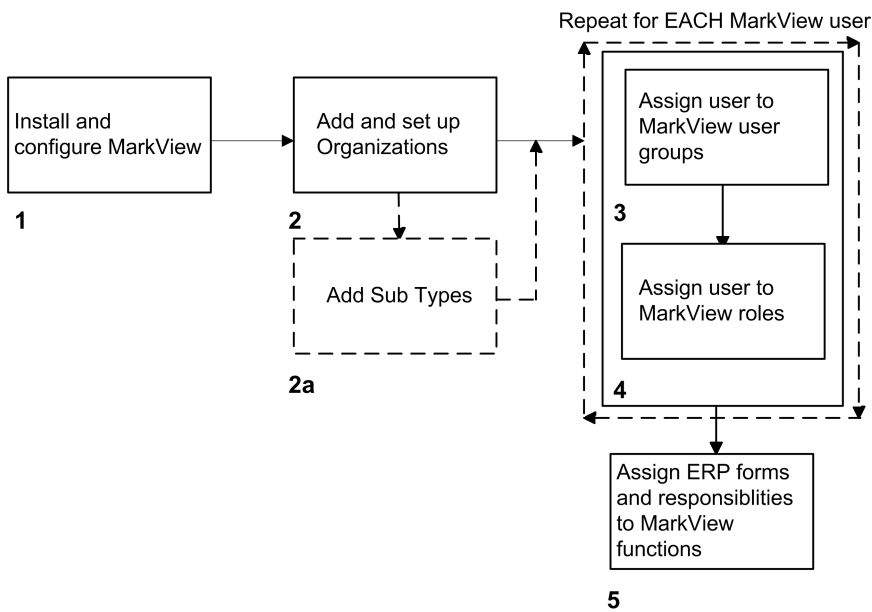 Repeat for EACH MarkView user
Install and
configure MarkView
1
Add and set up
Organizations
2
Add Sub Types
2a
Assign user to
MarkView user
groups
3
Assign user to
MarkView roles
4
Assign ERP forms
and responsiblities
to MarkView
functions
5